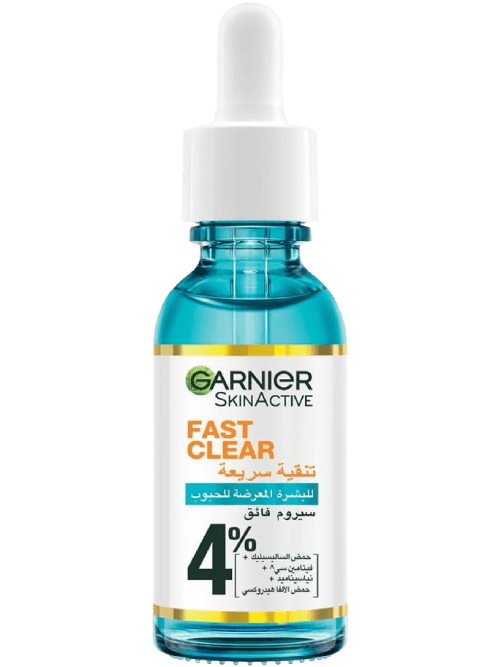 GARNIER
SKINACTIVE
FAST
CLEAR
تنقية سريعة
للبشرة المعرضة للحبوب
سيروم فائق
4%
حمض الساليسيليك +
فيتامين سي^ +
نياسيناميد +
حمض الألفا هيدروكسي